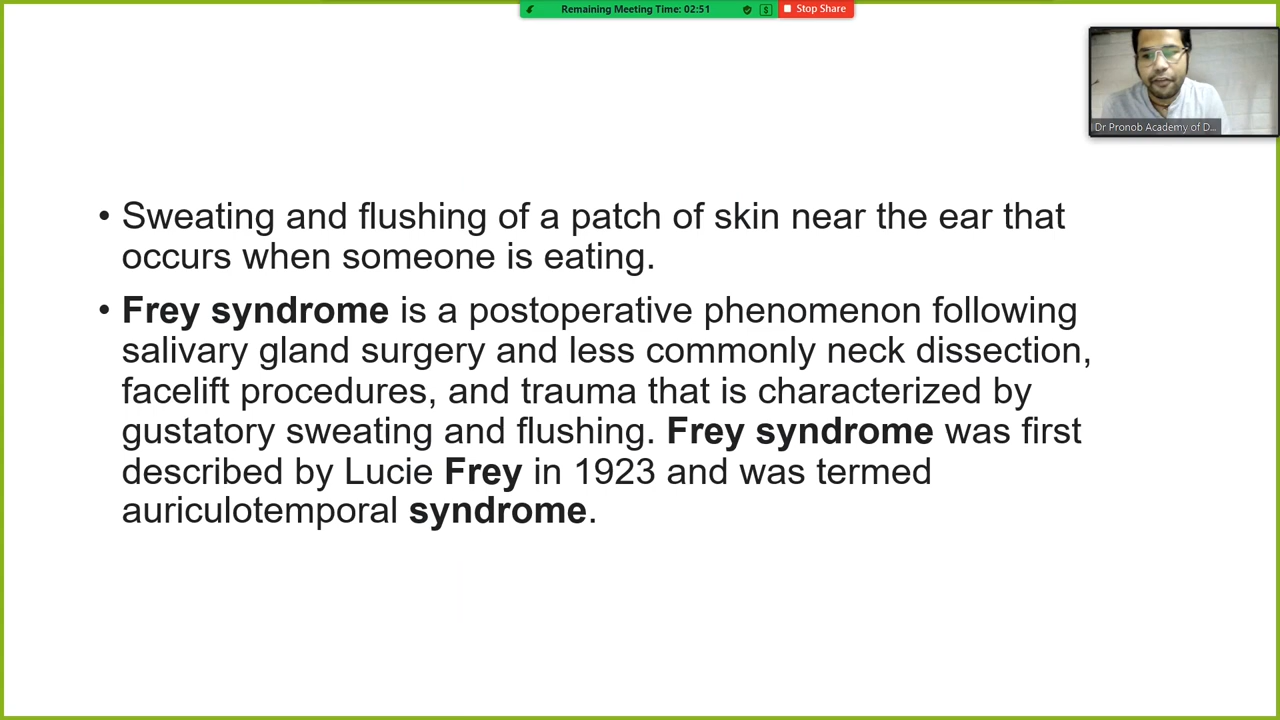 Remaining Meeting Time: 02:51
Stop Share
Dr Pronob Academy of D...
• Sweating and flushing of a patch of skin near the ear that
occurs when someone is eating.
• Frey syndrome is a postoperative phenomenon following
salivary gland surgery and less commonly neck dissection,
facelift procedures, and trauma that is characterized by
gustatory sweating and flushing. Frey syndrome was first
described by Lucie Frey in 1923 and was termed
auriculotemporal syndrome.